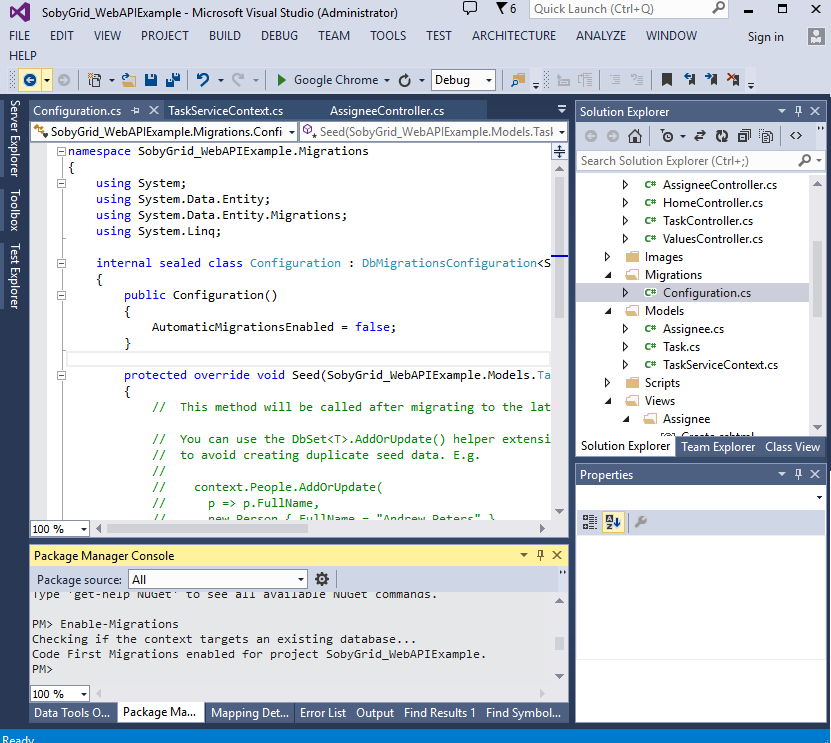 SobyGrid_WebAPIExample - Microsoft Visual Studio (Administrator)
6
Quick Launch (Ctrl+Q)
FILE EDIT VIEW PROJECT BUILD DEBUG TEAM TOOLS TEST ARCHITECTURE ANALYZE WINDOW
Sign in
HELP
Google Chrome
Debug
Server Explorer
Toolbox
Test Explorer
Configuration.cs
TaskServiceContext.cs
AssigneeController.cs
SobyGrid_WebAPIExample.Migrations.Confi
Seed(SobyGrid_WebAPIExample.Models.Task
namespace SobyGrid_WebAPIExample.Migrations
{
using System;
using System.Data.Entity;
using System.Data.Entity.Migrations;
using System.Linq;
internal sealed class Configuration : DbMigrationsConfiguration<S
{
public Configuration()
{
AutomaticMigrationsEnabled = false;
}
protected override void Seed(SobyGrid_WebAPIExample.Models.Ta
{
// This method will be called after migrating to the lat
// You can use the DbSet<T>.AddOrUpdate() helper extensi
// to avoid creating duplicate seed data. E.g.
//
// context.People.AddOrUpdate(
// p => p.FullName,
// new Person { FullName = "Andrew Peters" }
100 %
Solution Explorer
Search Solution Explorer (Ctrl+;)
C# AssigneeController.cs
C# HomeController.cs
C# TaskController.cs
C# ValuesController.cs
Images
Migrations
C# Configuration.cs
Models
C# Assignee.cs
C# Task.cs
C# TaskServiceContext.cs
Scripts
Views
Assignee
Create.cshtml
Solution Explorer Team Explorer Class View
Properties
Package Manager Console
Package source: All
Type 'get-help NuGet' to see all available NuGet commands.
PM> Enable-Migrations
Checking if the context targets an existing database...
Code First Migrations enabled for project SobyGrid_WebAPIExample.
PM>
100 %
Data Tools O... Package Ma... Mapping Det... Error List Output Find Results 1 Find Symbol...
Ready